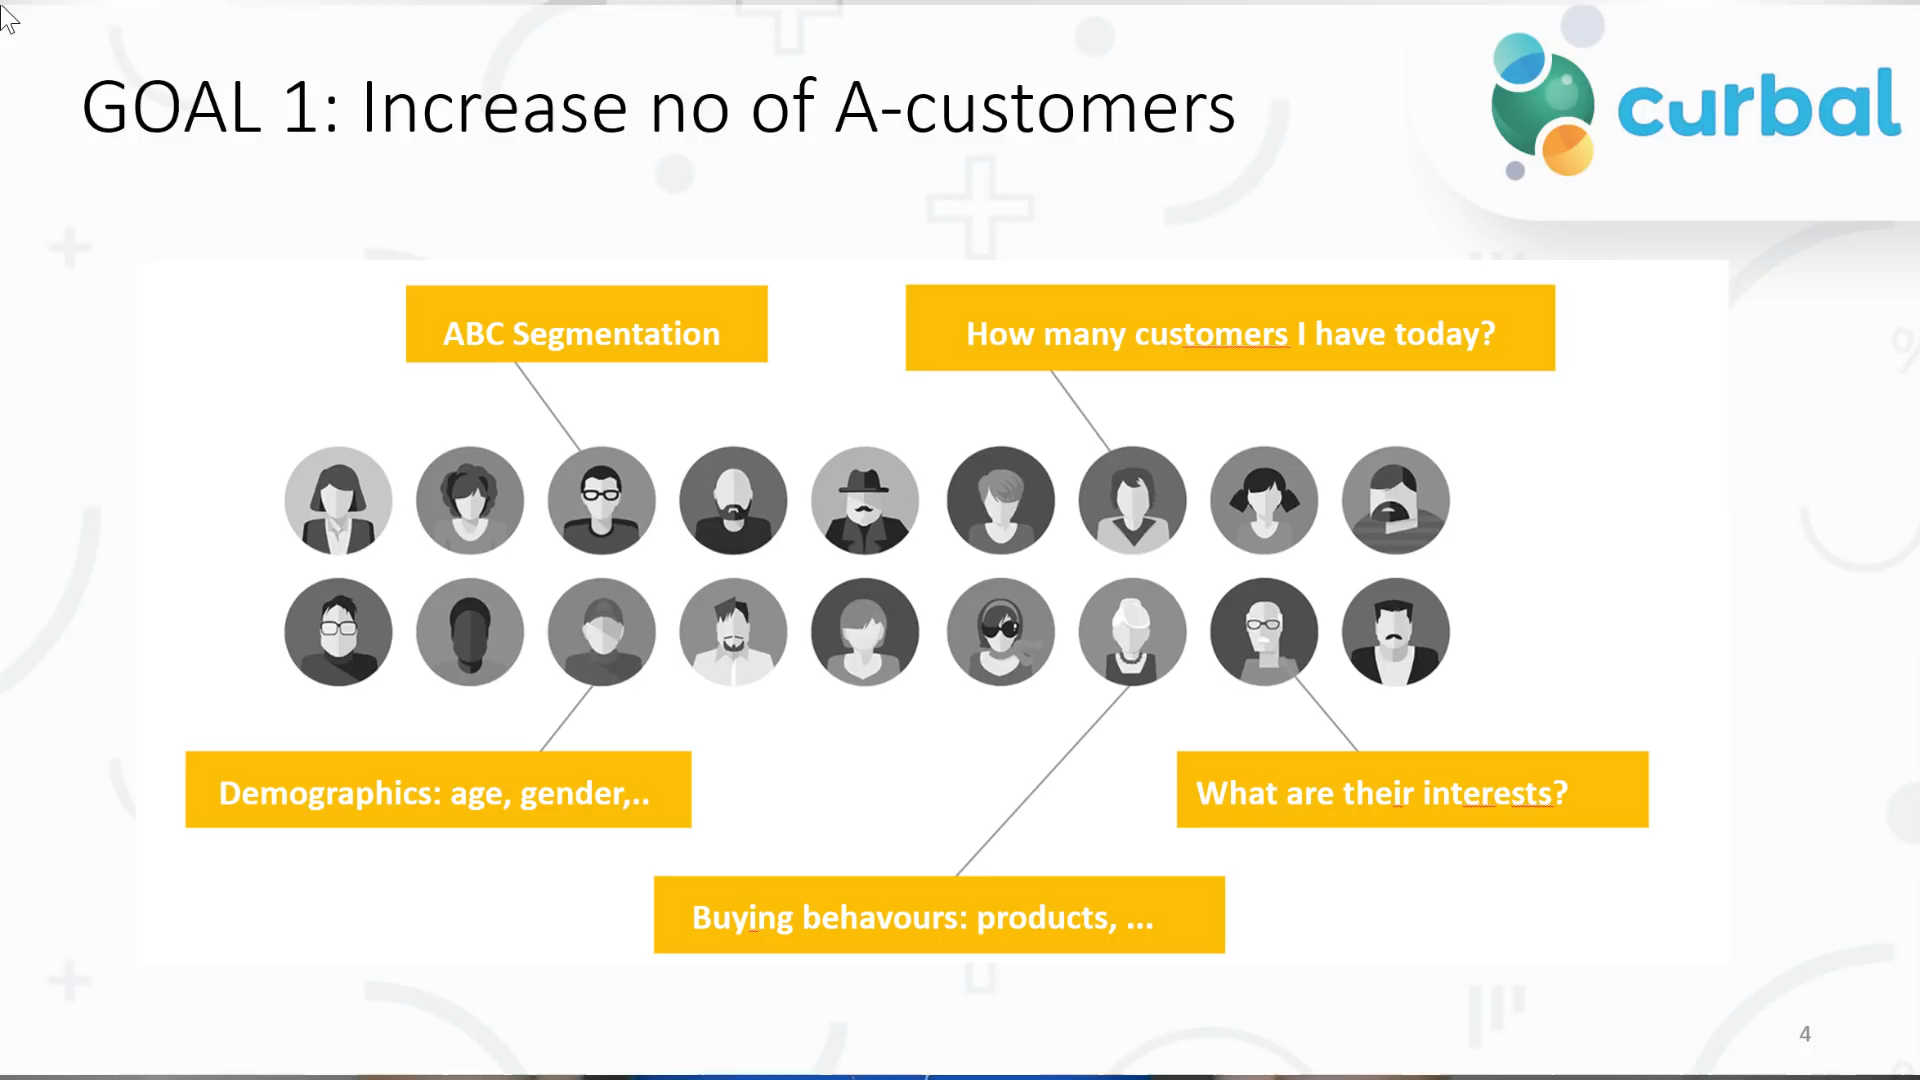 GOAL 1: Increase no of A-customers
curbal
ABC Segmentation
How many customers I have today?
Demographics: age, gender,..
What are their interests?
Buying behavours: products, ...
4